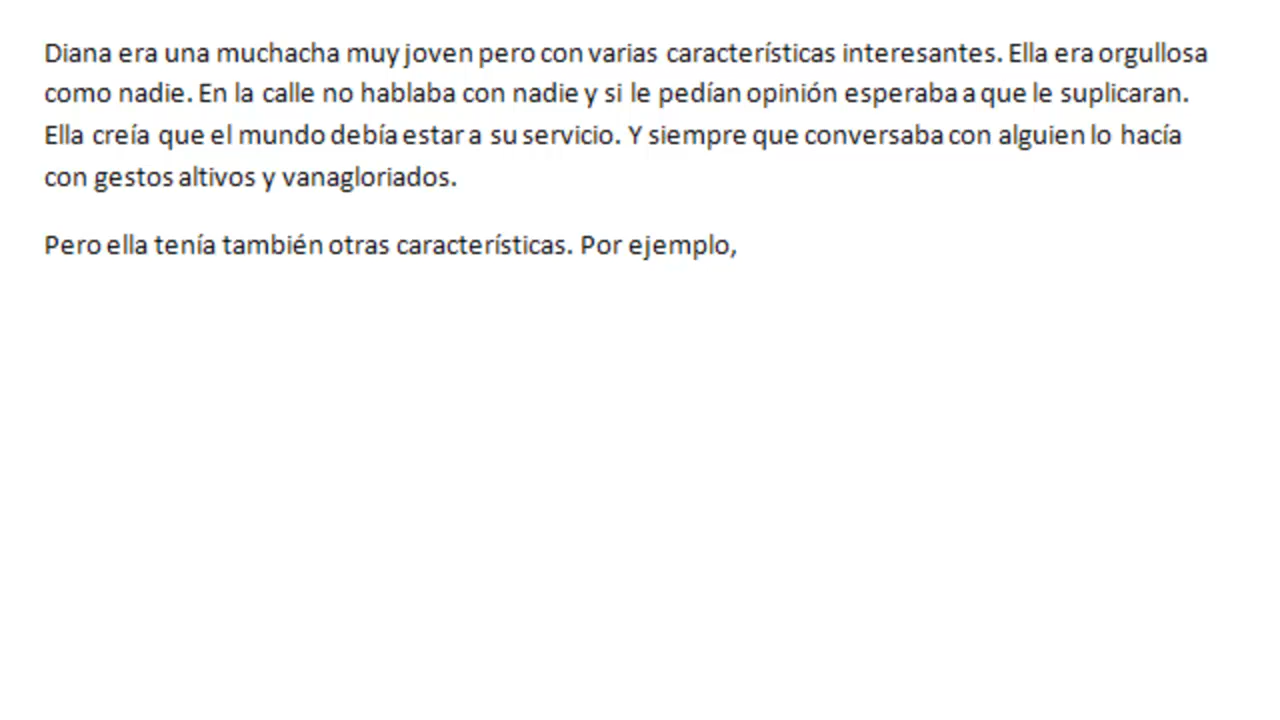 Diana era una muchacha muy joven pero con varias características interesantes. Ella era orgullosa
como nadie. En la calle no hablaba con nadie y si le pedían opinión esperaba a que le suplicaran.
Ella creía que el mundo debía estar a su servicio. Y siempre que conversaba con alguien lo hacía
con gestos altivos y vanagloriados.
Pero ella tenía también otras características. Por ejemplo,